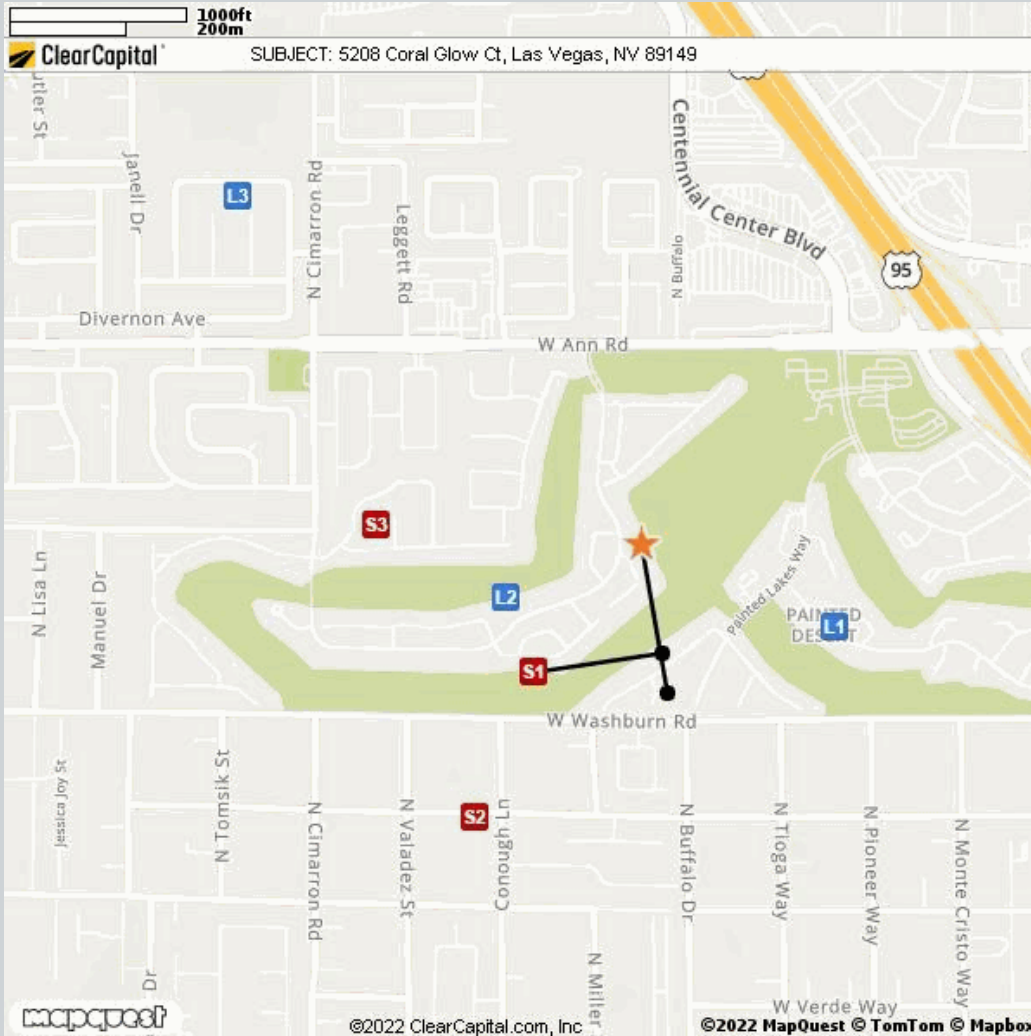 1000ft
200m
ClearCapital
SUBJECT: 5208 Coral Glow Ct, Las Vegas, NV 89149
utler St
Janell Dr
L3
N Cimarron Rd
Leggett Rd
N Buffalo
Centennial Center Blvd
95
Divernon Ave
W Ann Rd
S3
N Lisa Ln
Manuel Dr
L2
Painted Lakes Way
PAINTED
L1
S1
W Washburn Rd
Jessica Joy St
N Tomsik St
N Cimarron Rd
N Valadez St
S2
Conough Ln
N Buffalo Dr
N Tioga Way
N Pioneer Way
N Monte Cristo Way
Dr
N Miller
W Verde Way
mapquest
©2022 ClearCapital.com, Inc
©2022 MapQuest © TomTom © Mapbox